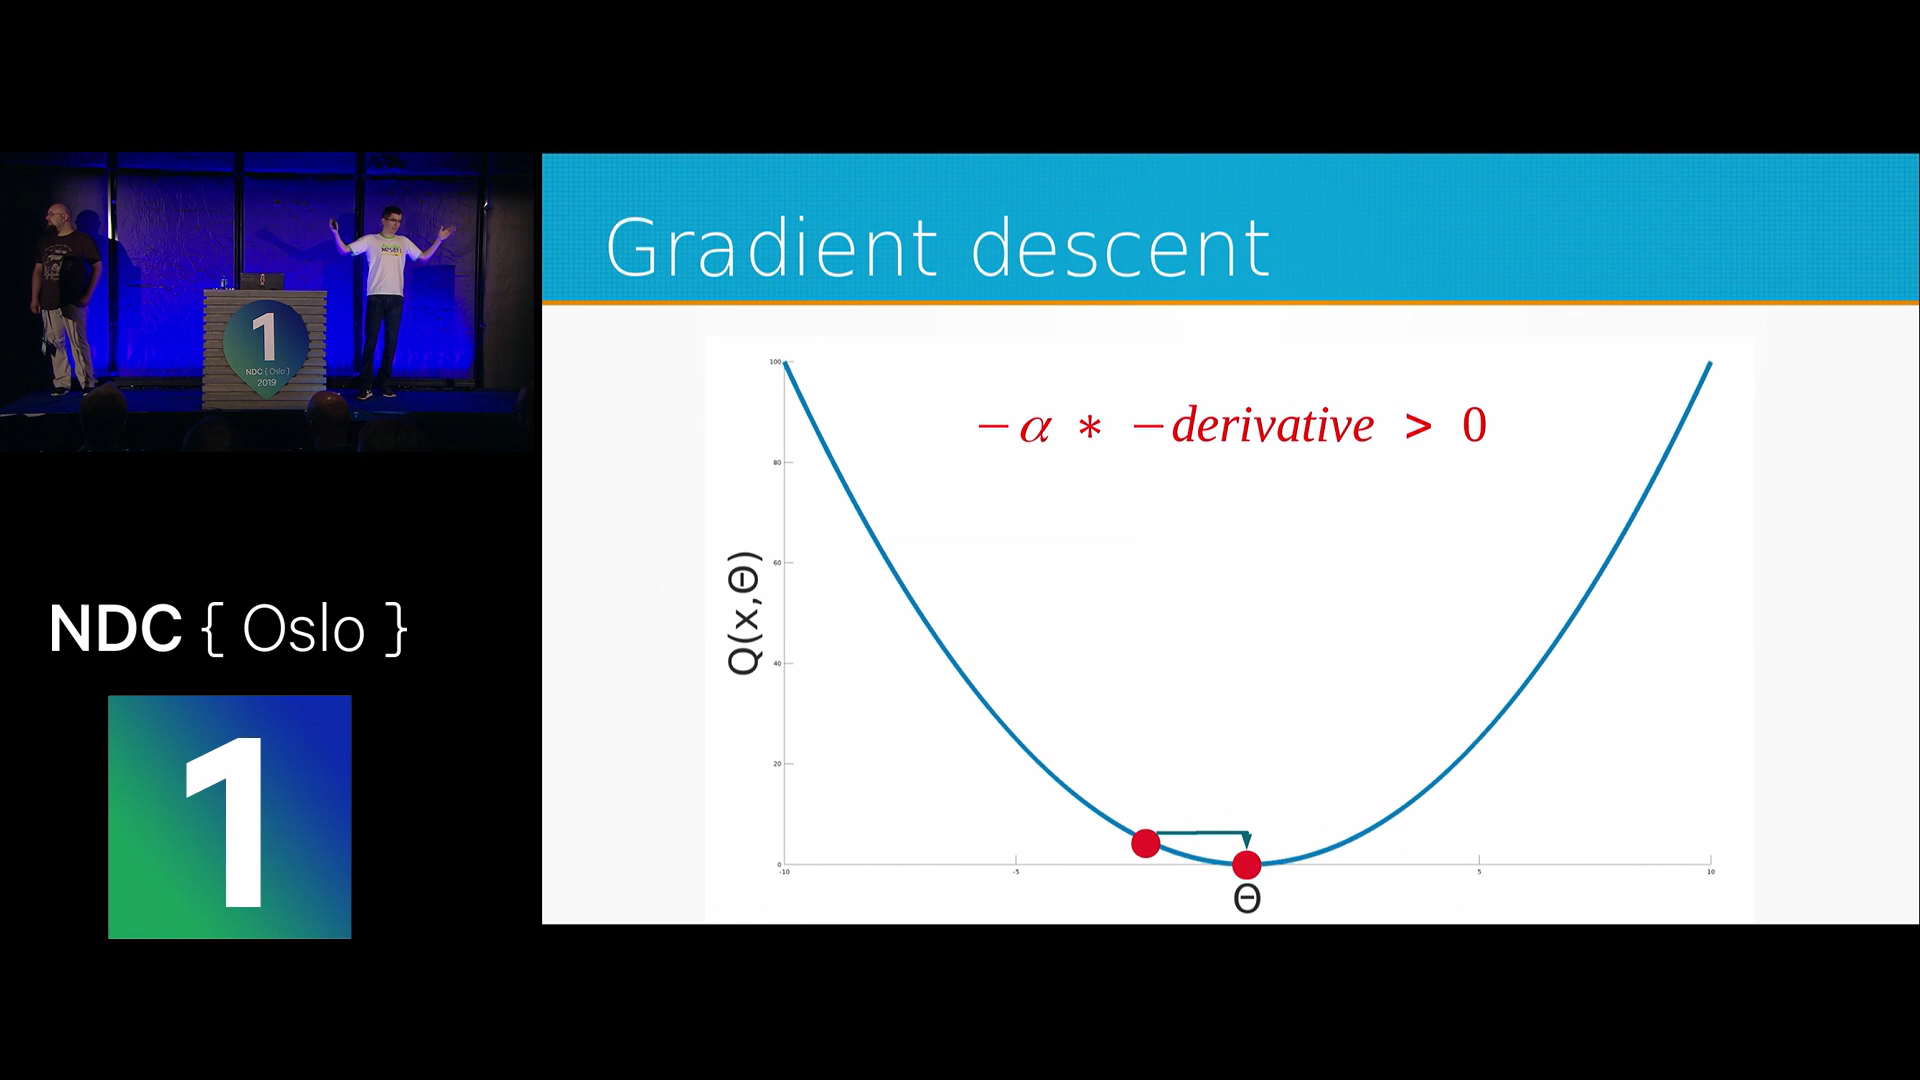 1
NDC { Oslo }
2019
NDC { Oslo }
1
Gradient descent
−α * −derivative > 0
Q(x,Θ)
100
80
60
40
20
0
-10
-5
5
10
Θ